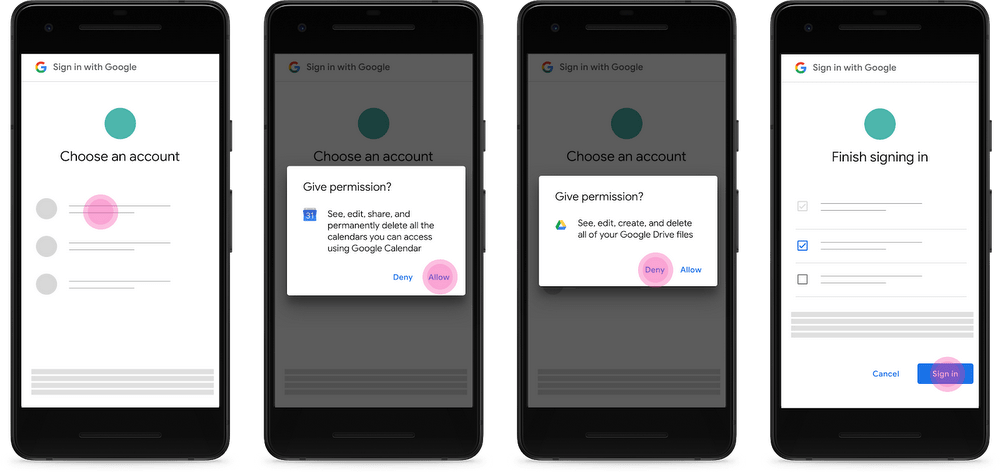 Sign in with Google
Choose an account
Sign in with Google
Choose an account
Give permission?
31
See, edit, share, and
permanently delete all the
calendars you can access
using Google Calendar
Deny
Allow
Sign in with Google
Choose an account
Give permission?
See, edit, create, and delete
all of your Google Drive files
Deny
Allow
Sign in with Google
Finish signing in
Cancel
Sign in